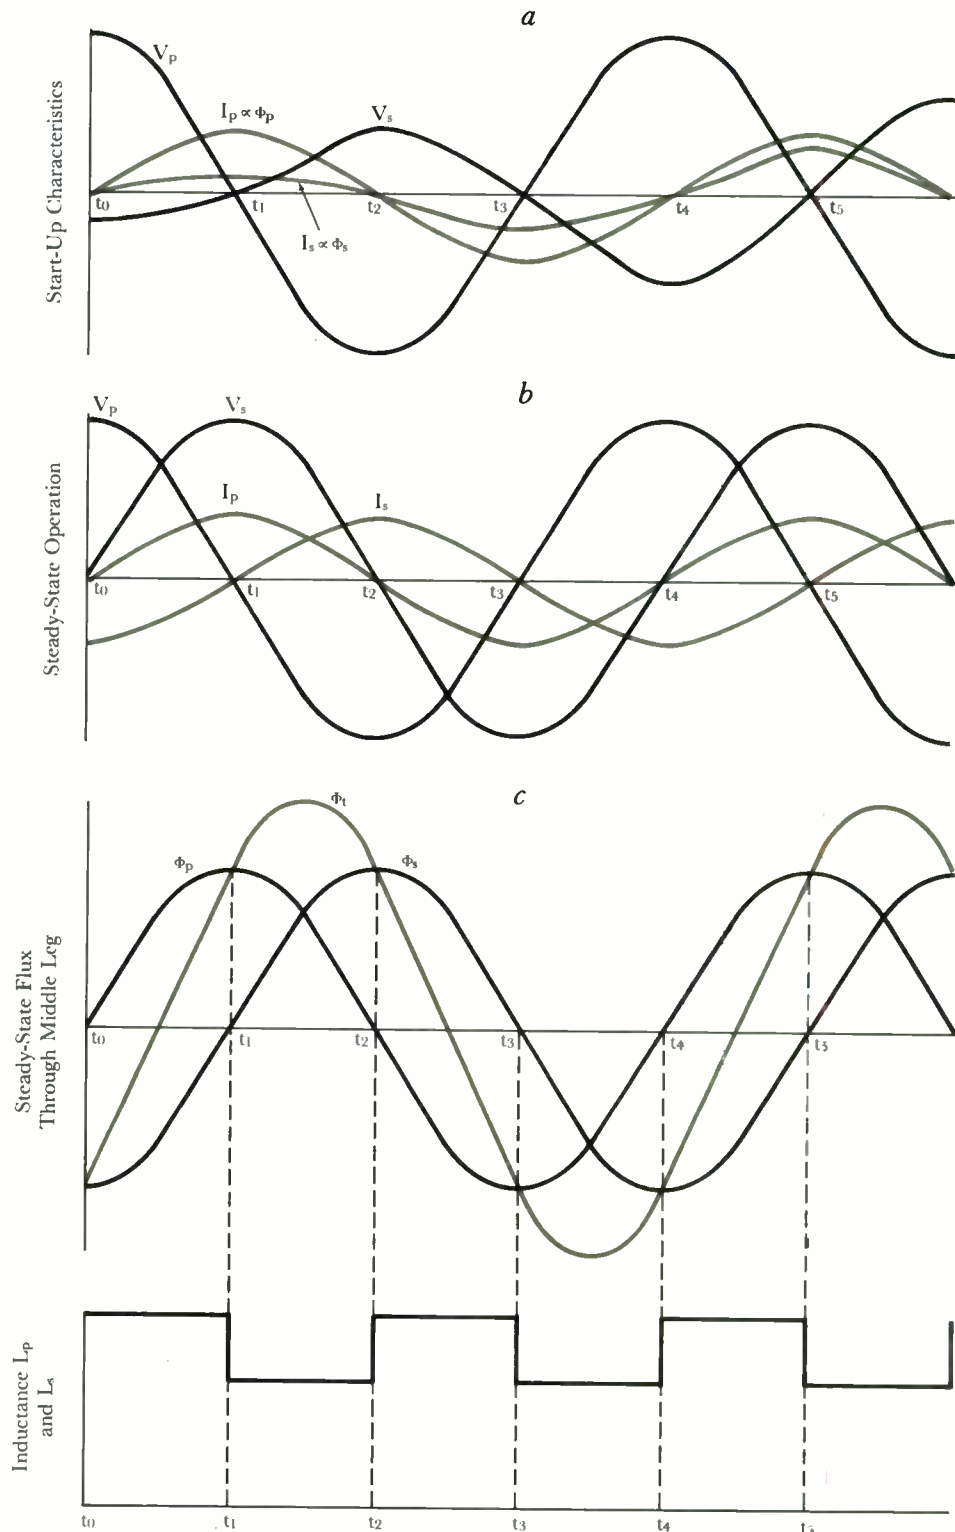 a
Start-Up Characteristics
Vp
Ip ∝ Φp
Vs
t0
t1
t2
t3
t4
t5
Is ∝ Φs
b
Steady-State Operation
Vp
Vs
Ip
Is
t0
t1
t2
t3
t4
t5
c
Steady-State Flux
Through Middle Leg
Φt
Φp
Φs
t0
t1
t2
t3
t4
t5
Inductance Lp
and Ls
t0
t1
t2
t3
t4